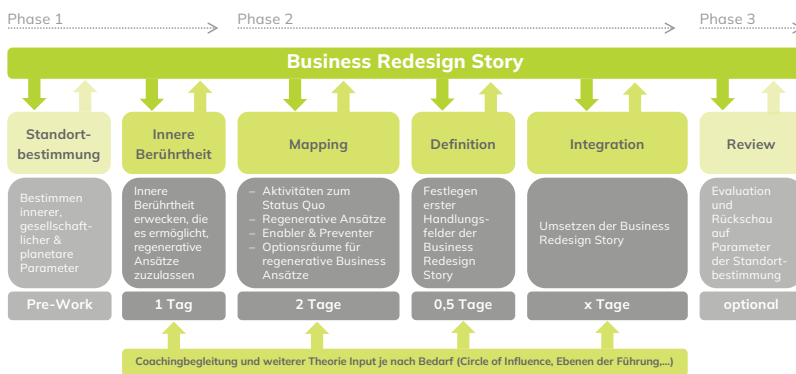 Phase 1
Phase 2
Phase 3
Business Redesign Story
Standort-
bestimmung
Innere
Berührtheit
Mapping
Definition
Integration
Review
Bestimmen
innerer,
gesellschaft-
licher &
planetare
Parameter
Innere
Berührtheit
erwecken, die
es ermöglicht,
regenerative
Ansätze
zuzulassen
– Aktivitäten zum
Status Quo
– Regenerative Ansätze
– Enabler & Preventer
– Optionsräume für
regenerative Business
Ansätze
Festlegen
erster
Handlungs-
felder der
Business
Redesign
Story
Umsetzen der Business
Redesign Story
Evaluation
und
Rückschau
auf
Parameter
der Standort-
bestimmung
Pre-Work
1 Tag
2 Tage
0,5 Tage
x Tage
optional
Coachingbegleitung und weiterer Theorie Input je nach Bedarf (Circle of Influence, Ebenen der Führung,...)